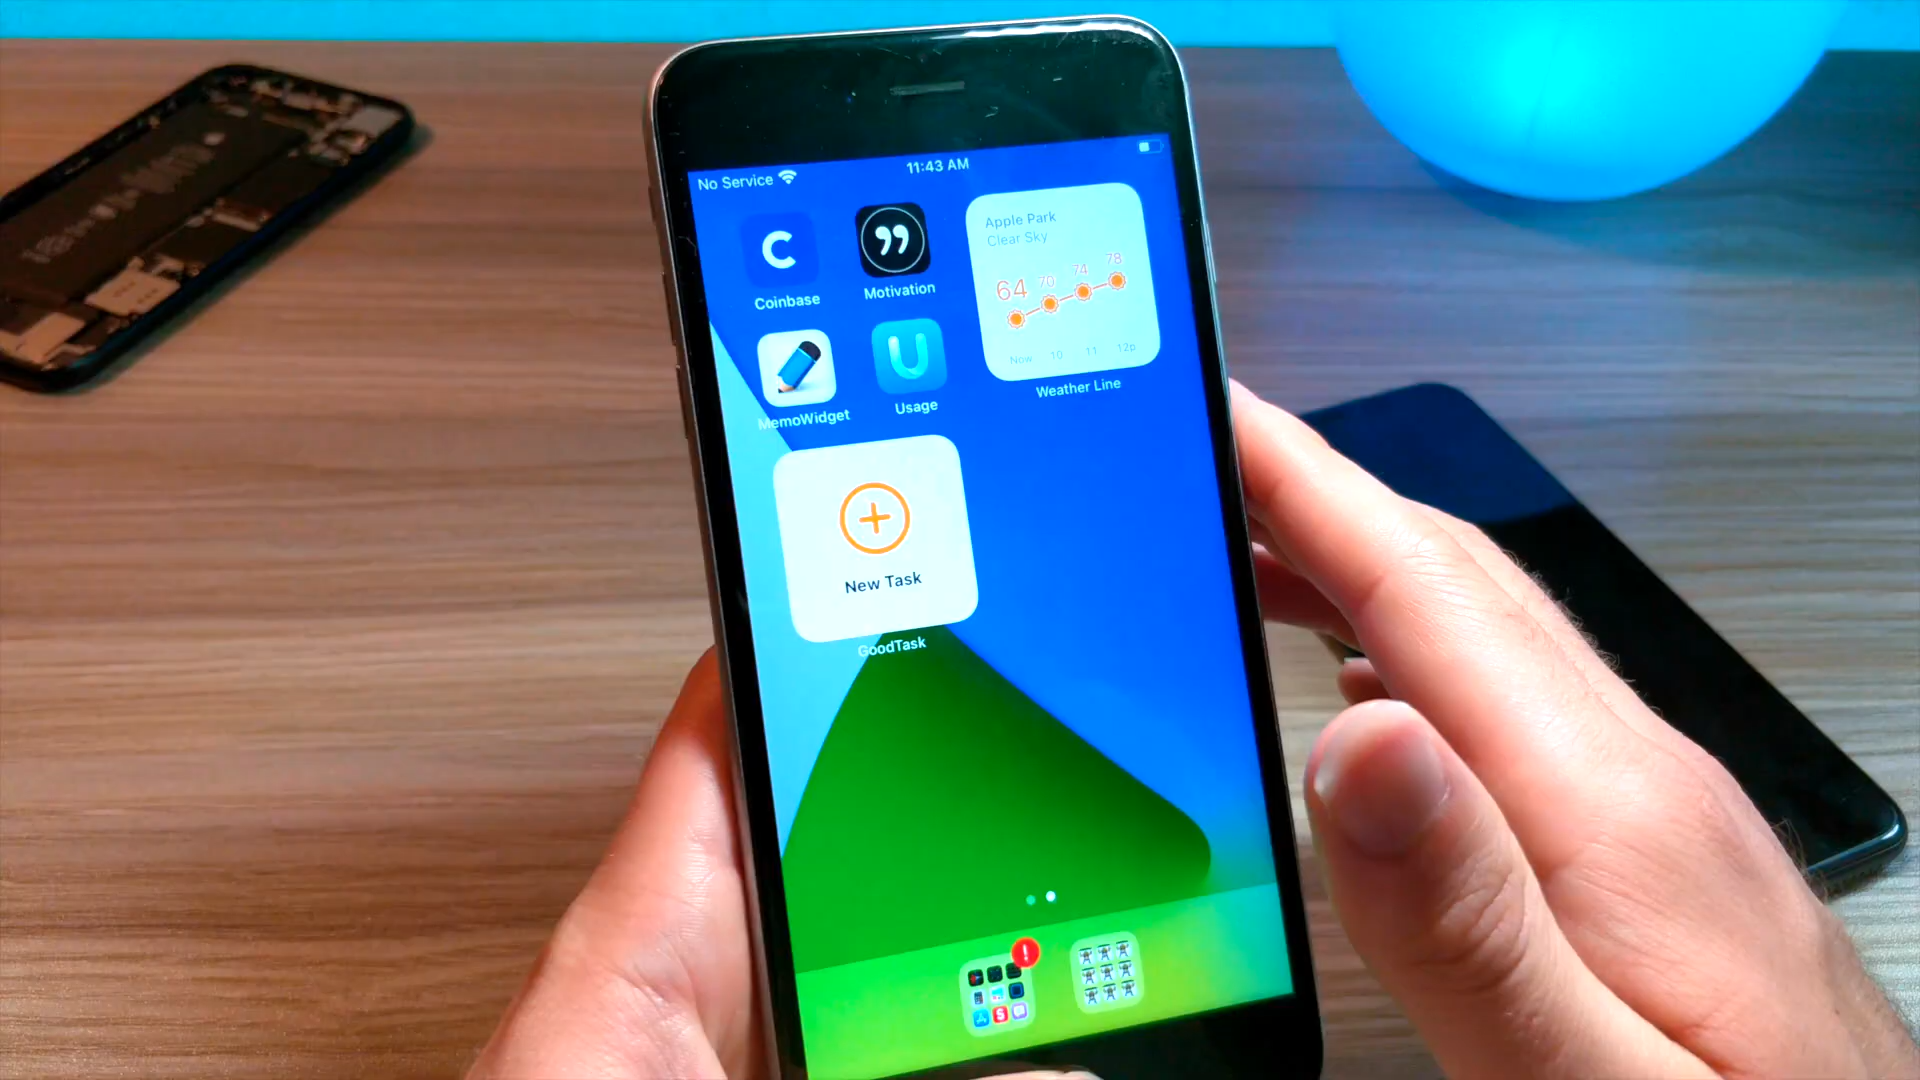 No Service
11:43 AM
Coinbase
Motivation
Apple Park
Clear Sky
64 70 74 78
Now 10 11 12p
Weather Line
MemoWidget
Usage
New Task
GoodTask